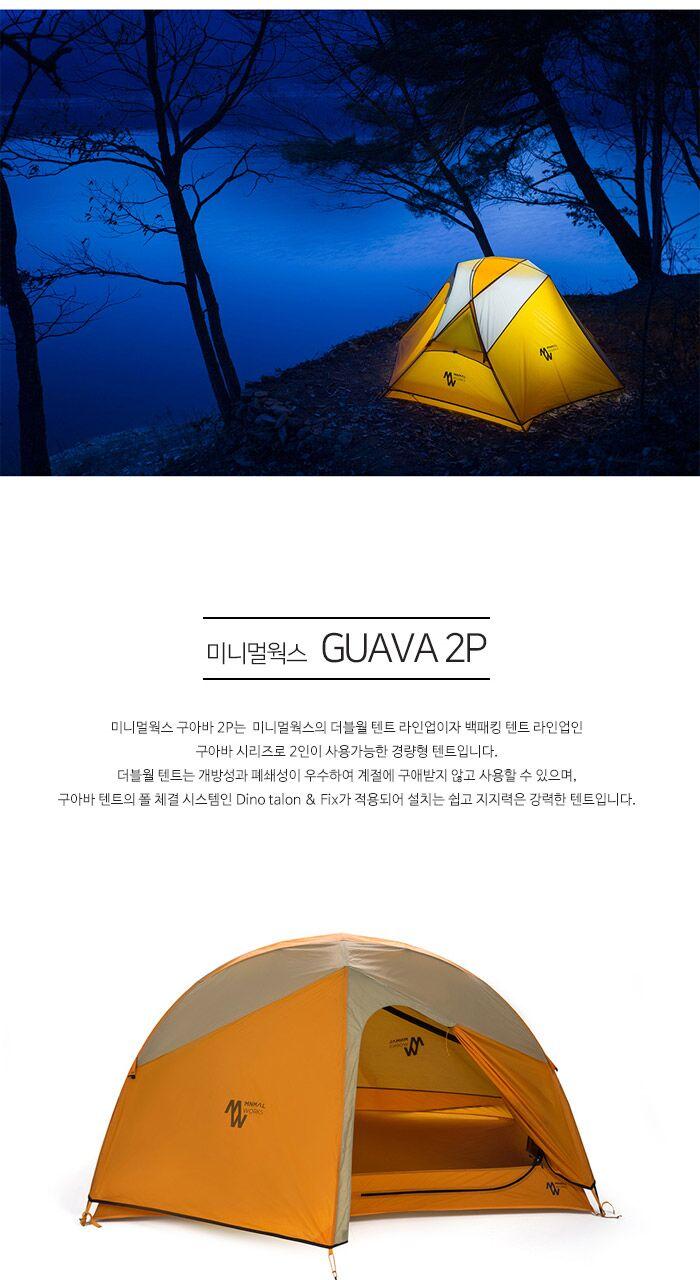 MNMAL
WORKS
미니멀웍스 GUAVA 2P
미니멀웍스 구아바 2P는 미니멀웍스의 더블월 텐트 라인업이자 백패킹 텐트 라인업인
구아바 시리즈로 2인이 사용가능한 경량형 텐트입니다.
더블월 텐트는 개방성과 폐쇄성이 우수하여 계절에 구애받지 않고 사용할 수 있으며,
구아바 텐트의 폴 체결 시스템인 Dino talon & Fix가 적용되어 설치는 쉽고 지지력은 강력한 텐트입니다.
MNMAL
WORKS
MNMAL
WORKS